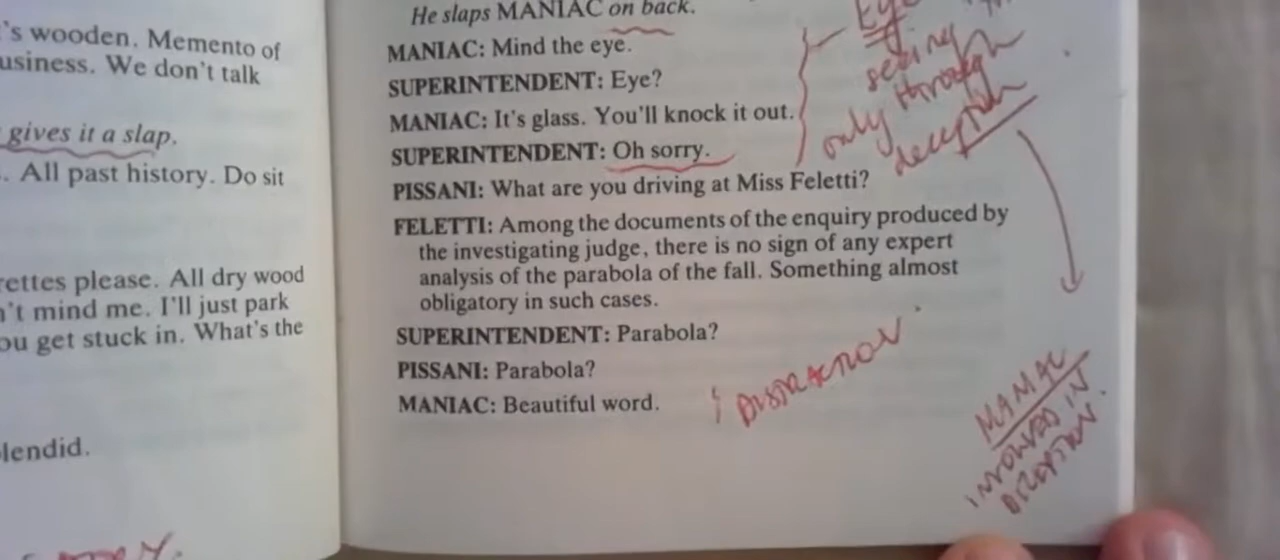 's wooden. Memento of
usiness. We don't talk
gives it a slap.
. All past history. Do sit
rettes please. All dry wood
n't mind me. I'll just park
ou get stuck in. What's the
lendid.
He slaps MANIAC on back.
MANIAC: Mind the eye.
SUPERINTENDENT: Eye?
MANIAC: It's glass. You'll knock it out.
SUPERINTENDENT: Oh sorry.
PISSANI: What are you driving at Miss Feletti?
FELETTI: Among the documents of the enquiry produced by
the investigating judge, there is no sign of any expert
analysis of the parabola of the fall. Something almost
obligatory in such cases.
SUPERINTENDENT: Parabola?
PISSANI: Parabola?
MANIAC: Beautiful word.
seeing
only through
deception
DISTRACTION
MANIAC
INVOLVED IN
DECEPTION.